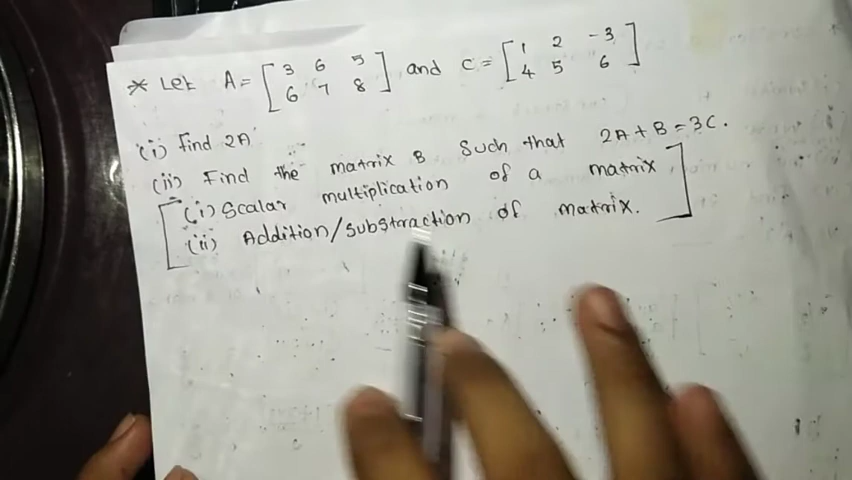 * Let A = [ 3 6 5 ] and C = [ 1 2 -3 ]
6 7 8 4 5 6
(i) find 2A
(ii) Find the matrix B such that 2A + B = 3C.
[ (i) Scalar multiplication of a matrix ]
(ii) Addition/substraction of matrix.